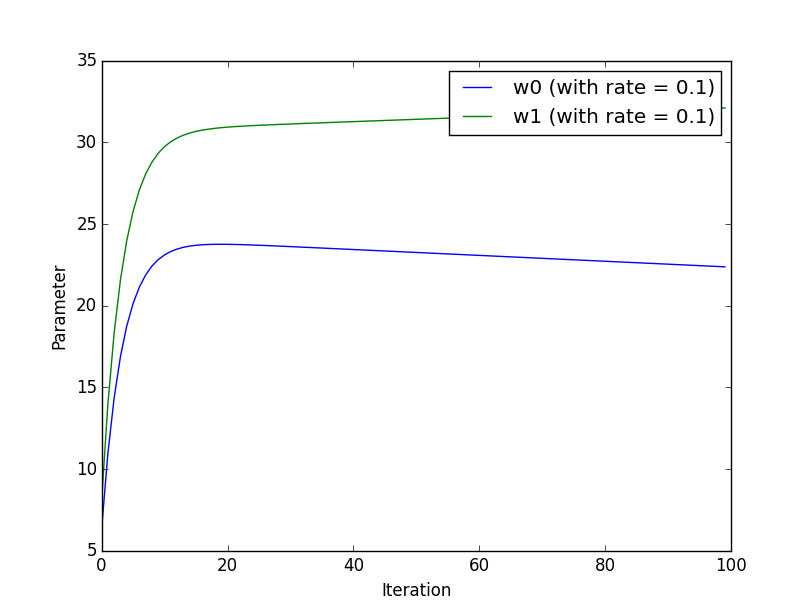 35
w0 (with rate = 0.1)
w1 (with rate = 0.1)
30
25
20
15
10
5
Parameter
0 20 40 60 80 100
Iteration